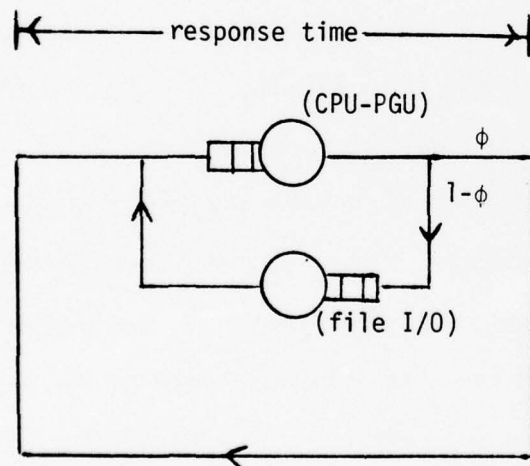 response time
(CPU-PGU)
ϕ
1-ϕ
(file I/O)